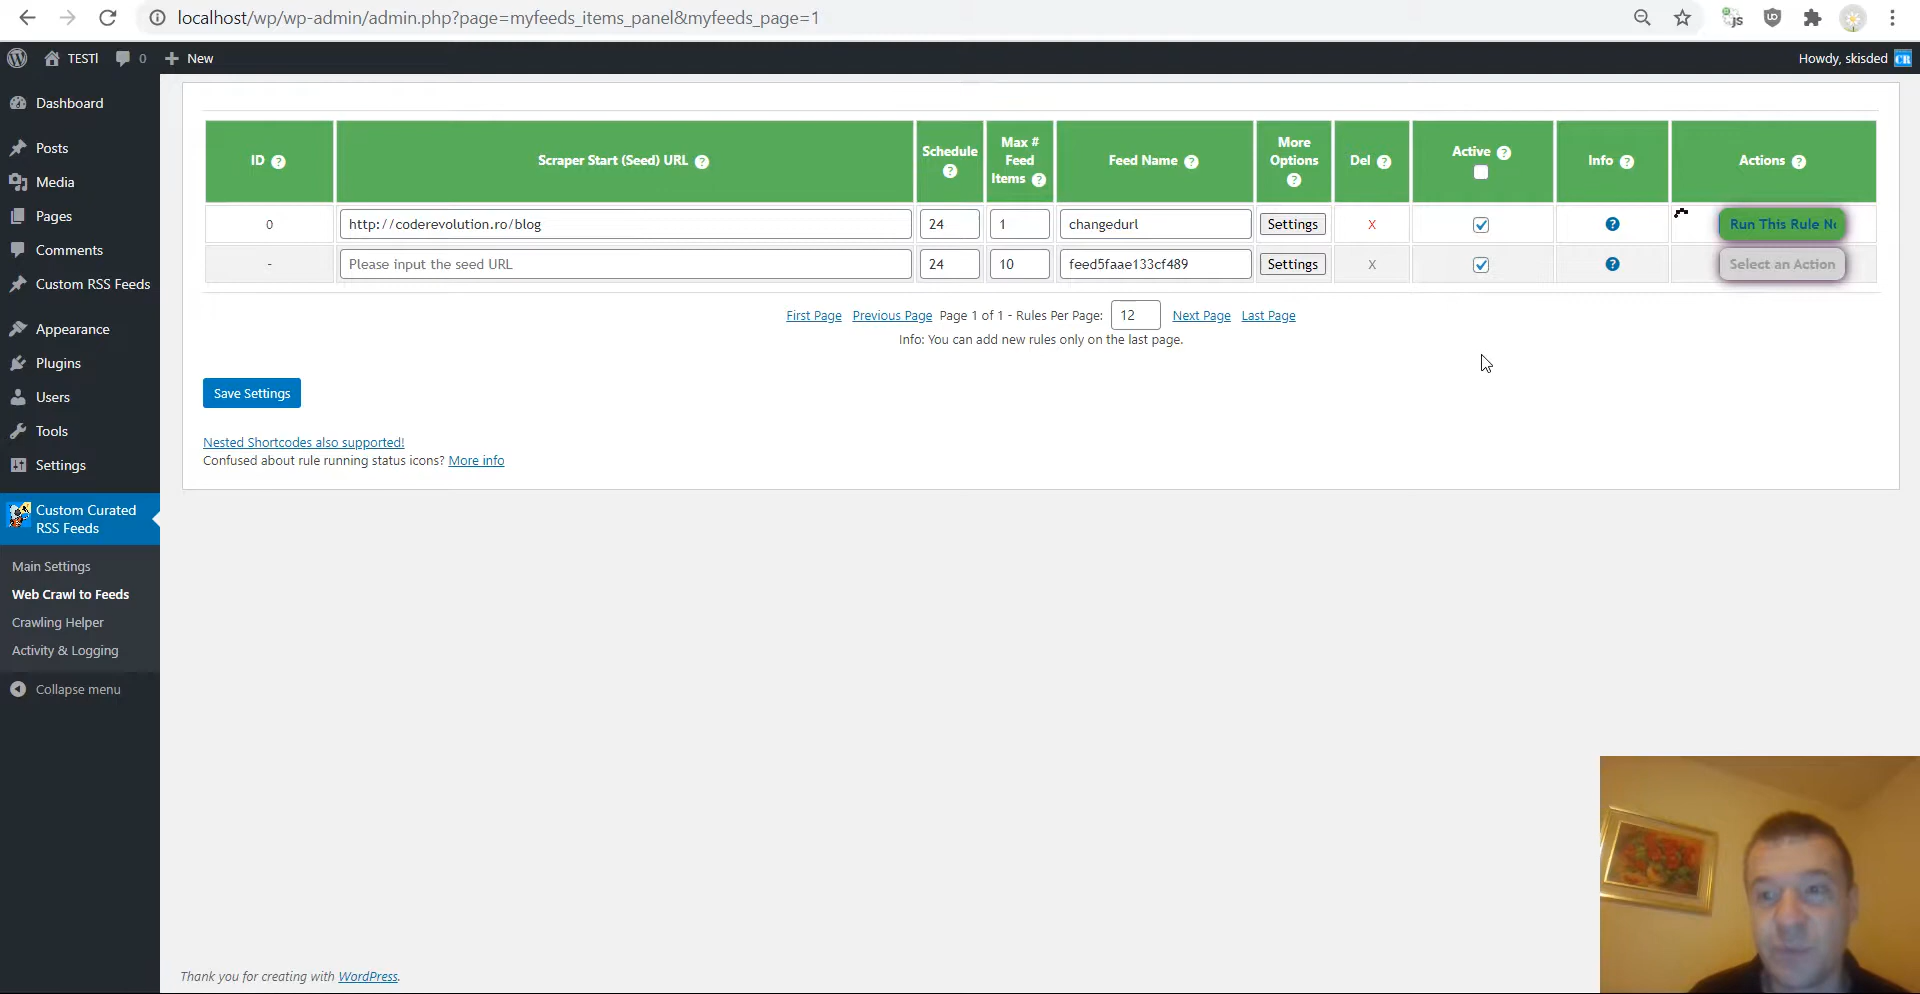 localhost/wp/wp-admin/admin.php?page=myfeeds_items_panel&myfeeds_page=1
TESTI 0 New
Howdy, skisded
Dashboard
Posts
Media
Pages
Comments
Custom RSS Feeds
Appearance
Plugins
Users
Tools
Settings
Custom Curated
RSS Feeds
Main Settings
Web Crawl to Feeds
Crawling Helper
Activity & Logging
Collapse menu
ID ?
Scraper Start (Seed) URL ?
Schedule
?
Max #
Feed
Items ?
Feed Name ?
More
Options
?
Del ?
Active ?
Info ?
Actions ?
0 http://coderevolution.ro/blog 24 1 changedurl Settings X ? Run This Rule No
- Please input the seed URL 24 10 feed5faae133cf489 Settings X ? Select an Action
First Page Previous Page Page 1 of 1 - Rules Per Page: 12 Next Page Last Page
Info: You can add new rules only on the last page.
Save Settings
Nested Shortcodes also supported!
Confused about rule running status icons? More info
Thank you for creating with WordPress.